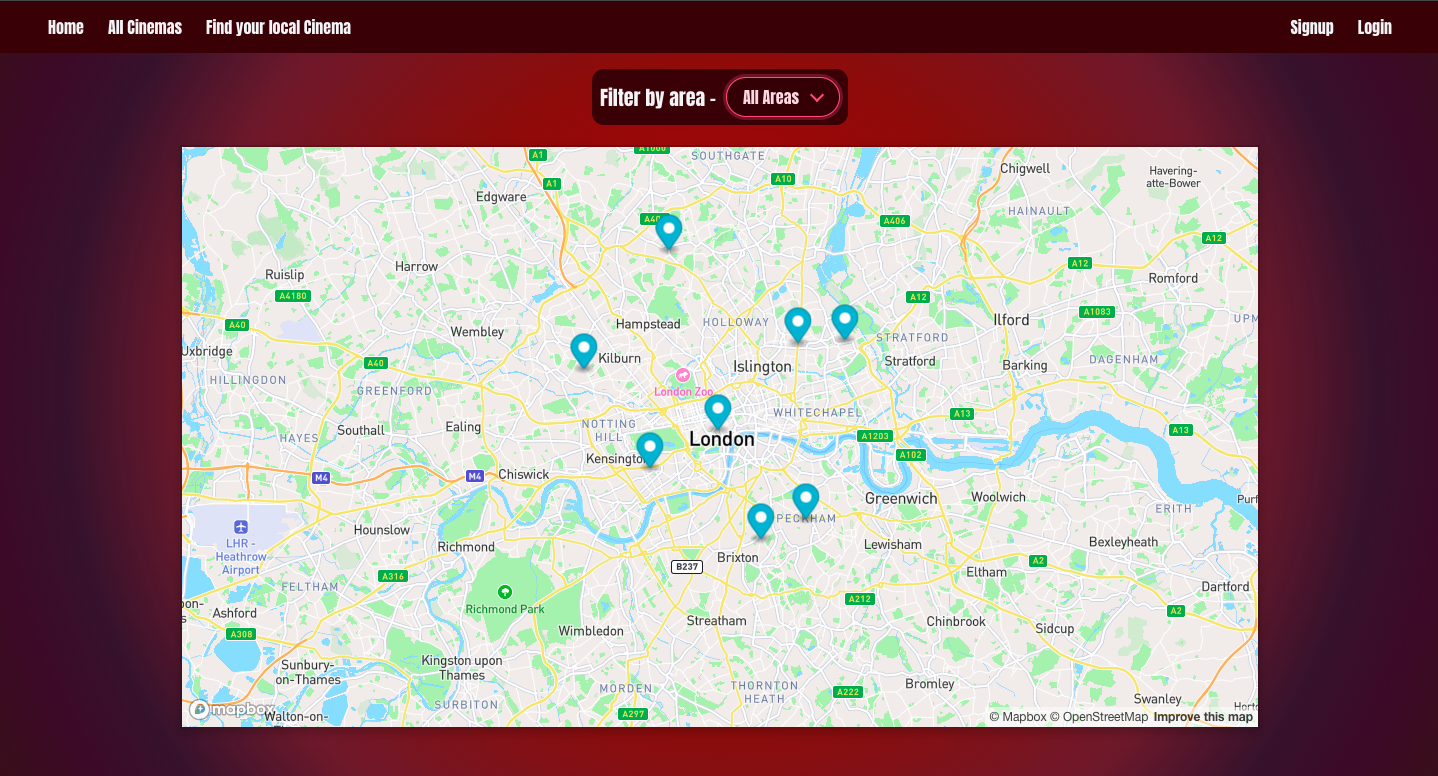 Home All Cinemas Find your local Cinema Signup Login
Filter by area - All Areas
A1 A1000 SOUTHGATE
Chigwell
A1 A10 Havering-
atte-Bower
Edgware
HAINAULT
A406
A12
Harrow
A12
Ruislip Romford
A4180 A12
A1083
A40 Hampstead HOLLOWAY Ilford
Wembley STRATFORD
Uxbridge Kilburn Stratford DAGENHAM
A40 Islington Barking
HILLINGDON London Zoo
GREENFORD
WHITECHAPEL A13
NOTTING
HILL
HAYES Southall Ealing London A1203 A13
Kensington A102
M4 M4 Chiswick
Greenwich Woolwich
ERITH
PECKHAM
Hounslow
LHR -
Heathrow
Airport
Richmond Lewisham Bexleyheath
Brixton A2
B237 Eltham
A316
FELTHAM Dartford
Richmond Park A212
Ashford A2
Streatham Chinbrook
A308 Wimbledon Sidcup
Sunbury-
on-Thames
Kingston upon
Thames
MORDEN THORNTON
HEATH
Bromley
A222
SURBITON Swanley
mapbox
Walton-on-
A297
© Mapbox © OpenStreetMap Improve this map